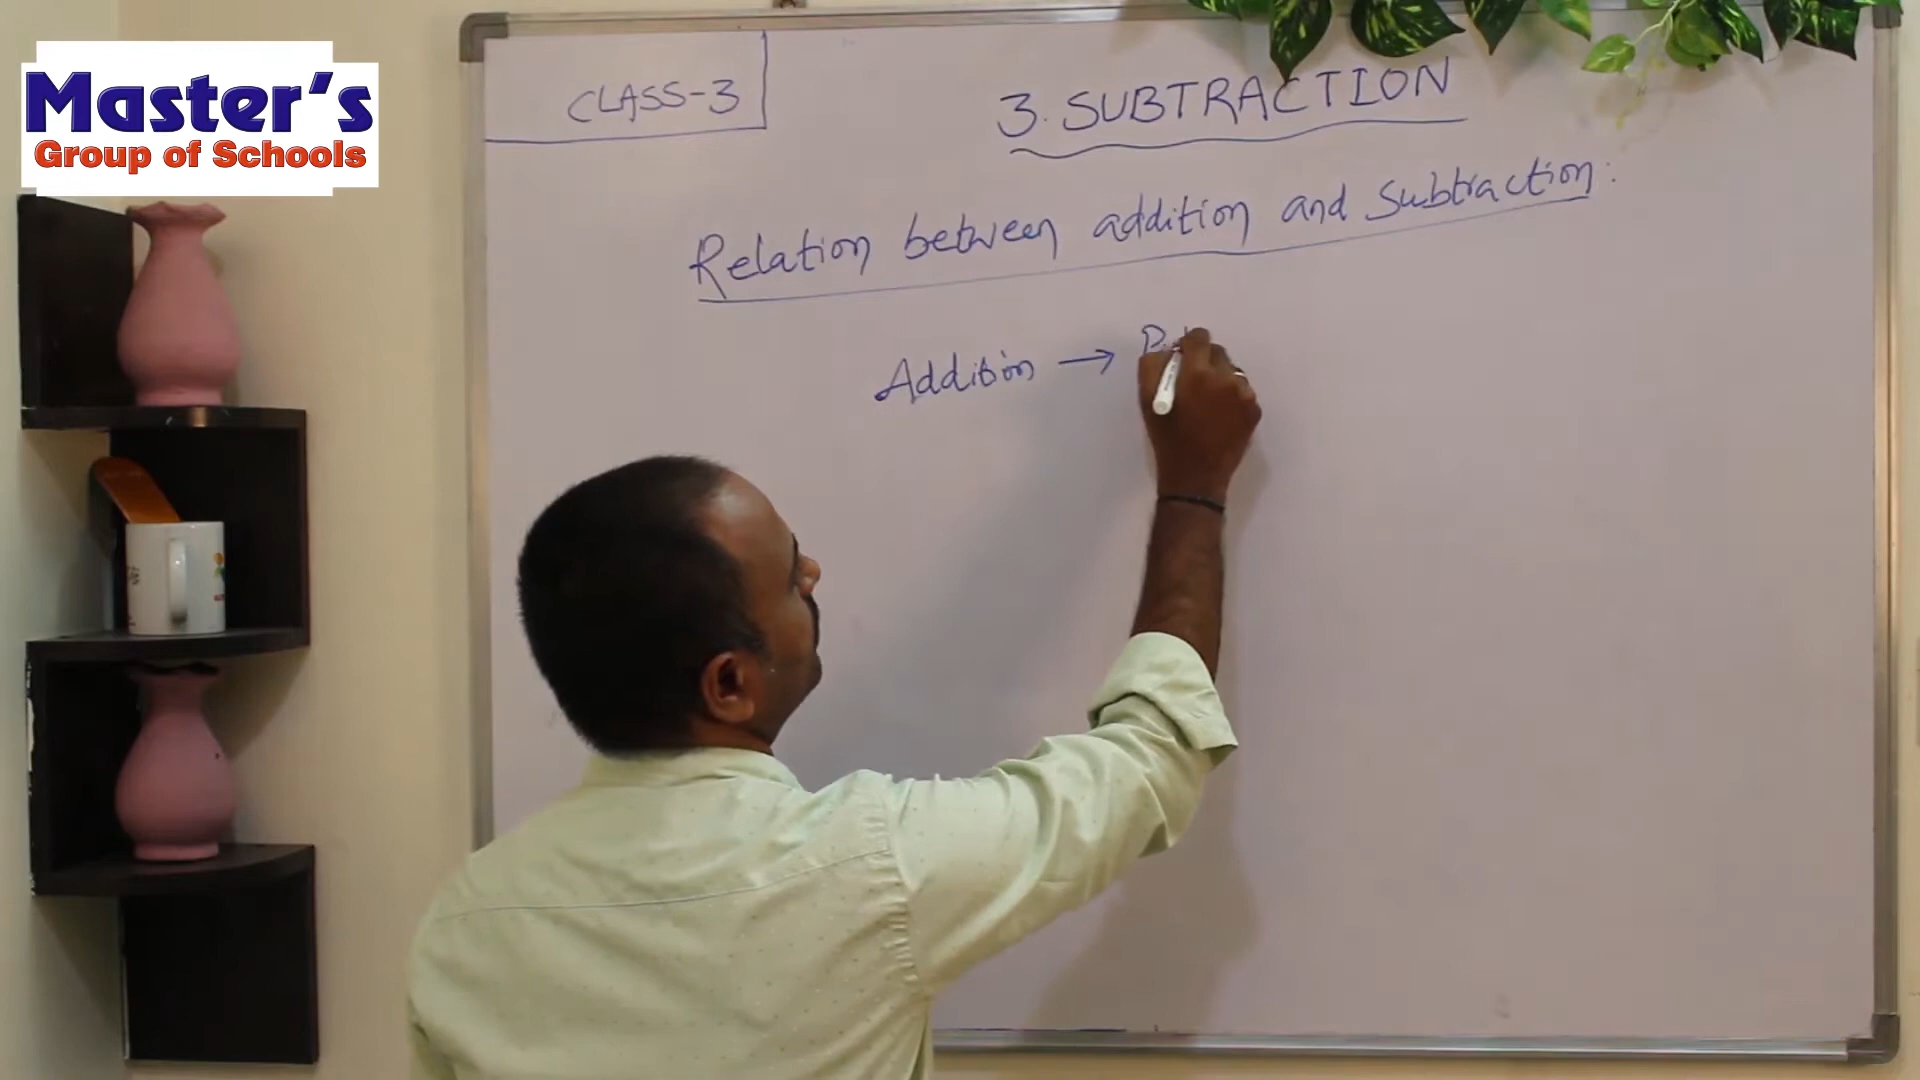 Master's
Group of Schools
CLASS-3
3. SUBTRACTION
Relation between addition and subtraction:
Addition →